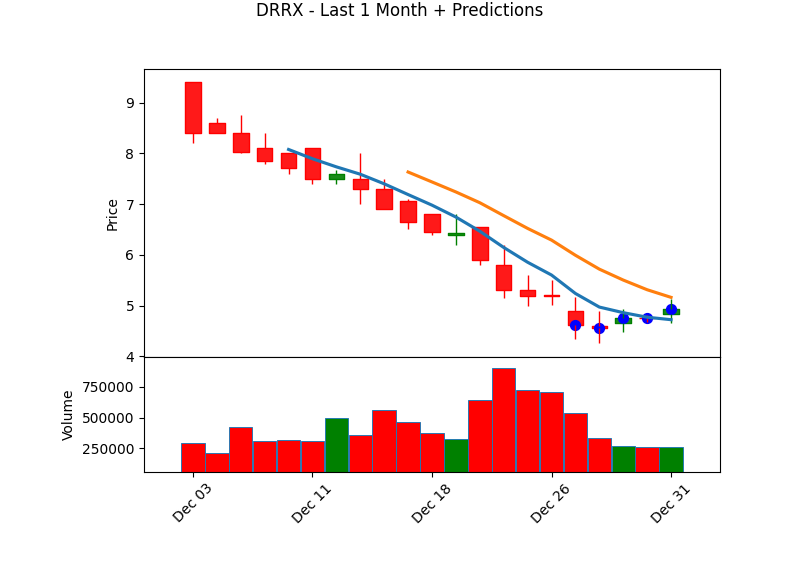 DRRX - Last 1 Month + Predictions
9
8
7
6
5
4
Price
750000
500000
250000
Volume
Dec 03
Dec 11
Dec 18
Dec 26
Dec 31